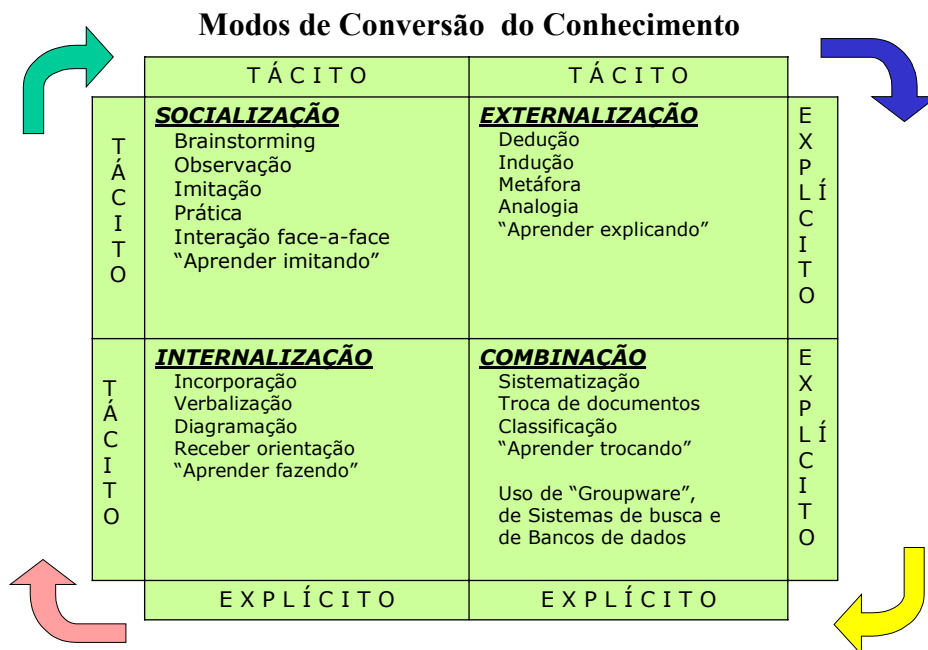 Modos de Conversão do Conhecimento
T Á C I T O
T Á C I T O
T
Á
C
I
T
O
SOCIALIZAÇÃO
Brainstorming
Observação
Imitação
Prática
Interação face-a-face
“Aprender imitando”
EXTERNALIZAÇÃO
Dedução
Indução
Metáfora
Analogia
“Aprender explicando”
E
X
P
L Í
C
I
T
O
T
Á
C
I
T
O
INTERNALIZAÇÃO
Incorporação
Verbalização
Diagramação
Receber orientação
“Aprender fazendo”
COMBINAÇÃO
Sistematização
Troca de documentos
Classificação
“Aprender trocando”
Uso de “Groupware”,
de Sistemas de busca e
de Bancos de dados
E
X
P
L Í
C
I
T
O
E X P L Í C I T O
E X P L Í C I T O